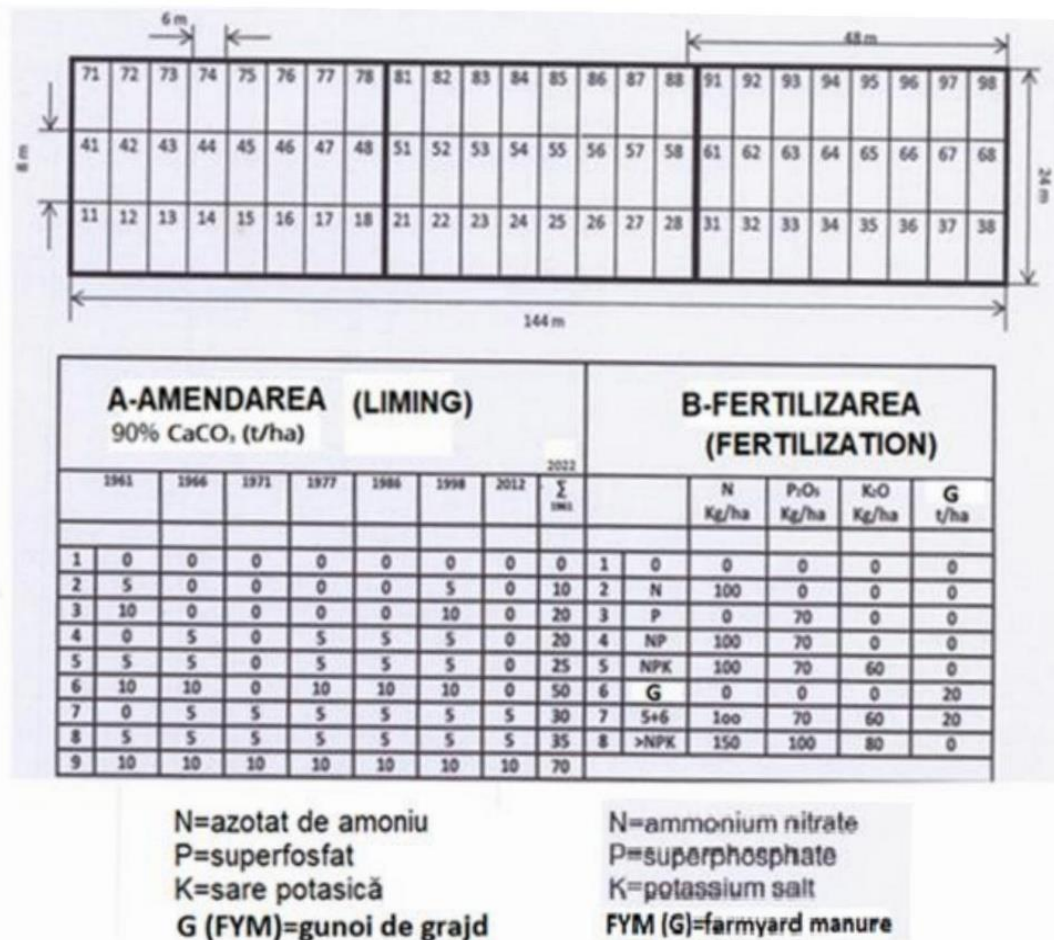 6 m
48 m
71 72 73 74 75 76 77 78 81 82 83 84 85 86 87 88 91 92 93 94 95 96 97 98
8 m
41 42 43 44 45 46 47 48 51 52 53 54 55 56 57 58 61 62 63 64 65 66 67 68
24 m
11 12 13 14 15 16 17 18 21 22 23 24 25 26 27 28 31 32 33 34 35 36 37 38
144 m
A-AMENDAREA (LIMING)
90% CaCO₃ (t/ha)
B-FERTILIZAREA
(FERTILIZATION)
2022
1961 1966 1971 1977 1986 1998 2012 Σ N P₂O₅ K₂O G
1961 Kg/ha Kg/ha Kg/ha t/ha
1 0 0 0 0 0 0 0 0 1 0 0 0 0 0
2 5 0 0 0 0 5 0 10 2 N 100 0 0 0
3 10 0 0 0 0 10 0 20 3 P 0 70 0 0
4 0 5 0 5 5 5 0 20 4 NP 100 70 0 0
5 5 5 0 5 5 5 0 25 5 NPK 100 70 60 0
6 10 10 0 10 10 10 0 50 6 G 0 0 0 20
7 0 5 5 5 5 5 5 30 7 5+6 1oo 70 60 20
8 5 5 5 5 5 5 5 35 8 >NPK 150 100 80 0
9 10 10 10 10 10 10 10 70
N=azotat de amoniu
P=superfosfat
K=sare potasică
G (FYM)=gunoi de grajd
N=ammonium nitrate
P=superphosphate
K=potassium salt
FYM (G)=farmyard manure